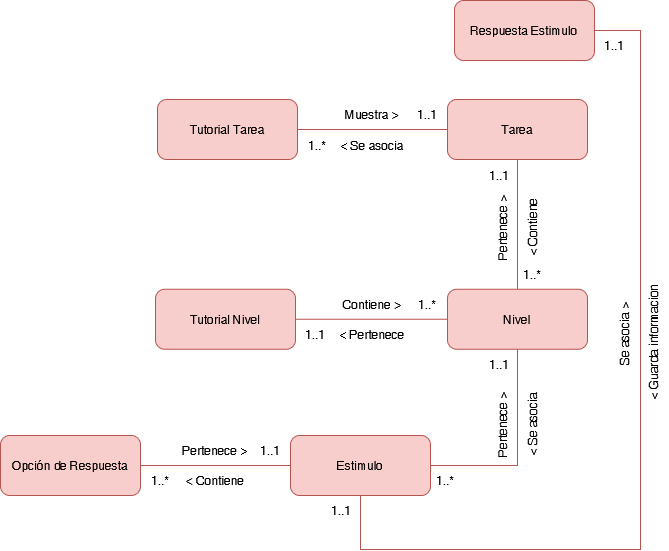 Respuesta Estimulo
1..1
Muestra > 1..1
Tutorial Tarea
Tarea
1..* < Se asocia
1..1
Pertenece >
< Contiene
1..*
Contiene > 1..*
Tutorial Nivel
Nivel
1..1 < Pertenece
Se asocia >
< Guarda informacion
1..1
Pertenece >
< Se asocia
Pertenece > 1..1
Opción de Respuesta
Estimulo
1..* < Contiene
1..*
1..1